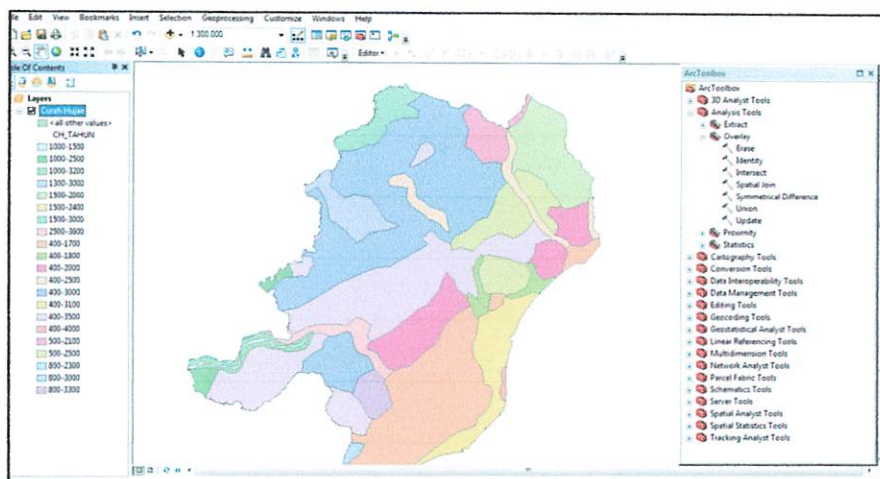 File Edit View Bookmarks Insert Selection Geoprocessing Customize Windows Help
1:300.000
Editor
Table Of Contents
Layers
Curah Hujan
<all other values>
CH_TAHUN
1000-1500
1000-2500
1000-3200
1300-3000
1500-2000
1500-2400
1500-3000
2500-3600
400-1700
400-1800
400-2000
400-2500
400-3000
400-3100
400-3500
400-4000
500-2100
500-2500
800-2300
800-3000
800-3300
ArcToolbox
ArcToolbox
3D Analyst Tools
Analysis Tools
Extract
Overlay
Erase
Identity
Intersect
Spatial Join
Symmetrical Difference
Union
Update
Proximity
Statistics
Cartography Tools
Conversion Tools
Data Interoperability Tools
Data Management Tools
Editing Tools
Geocoding Tools
Geostatistical Analyst Tools
Linear Referencing Tools
Multidimension Tools
Network Analyst Tools
Parcel Fabric Tools
Schematics Tools
Server Tools
Spatial Analyst Tools
Spatial Statistics Tools
Tracking Analyst Tools